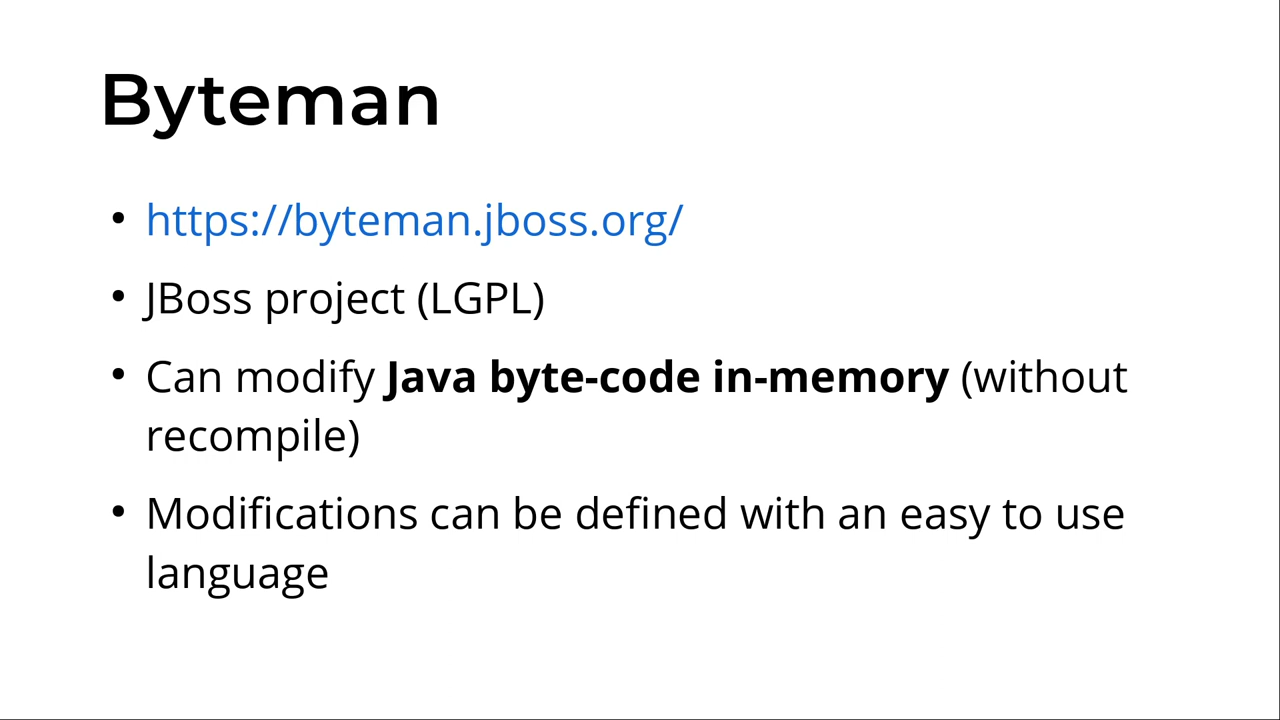 Byteman
• https://byteman.jboss.org/
• JBoss project (LGPL)
• Can modify Java byte-code in-memory (without
recompile)
• Modifications can be defined with an easy to use
language